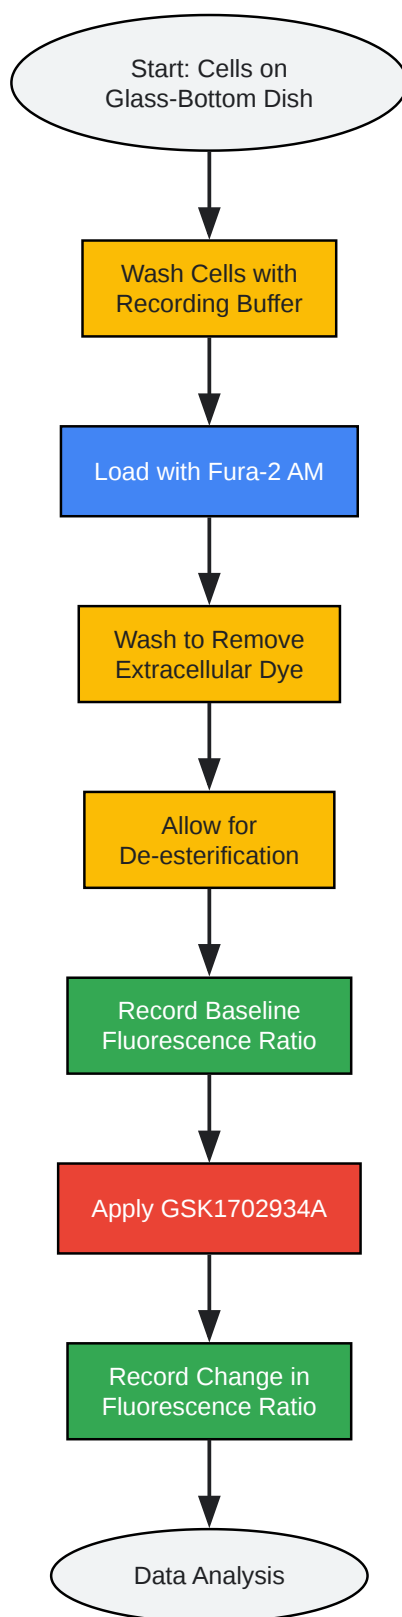 Start: Cells on
Glass-Bottom Dish
Wash Cells with
Recording Buffer
Load with Fura-2 AM
Wash to Remove
Extracellular Dye
Allow for
De-esterification
Record Baseline
Fluorescence Ratio
Apply GSK1702934A
Record Change in
Fluorescence Ratio
Data Analysis